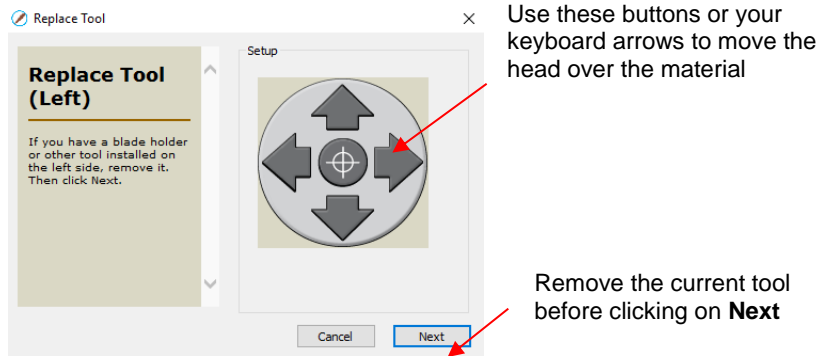 Replace Tool
Replace Tool
(Left)
If you have a blade holder
or other tool installed on
the left side, remove it.
Then click Next.
Setup
Cancel
Next
Use these buttons or your
keyboard arrows to move the
head over the material
Remove the current tool
before clicking on Next